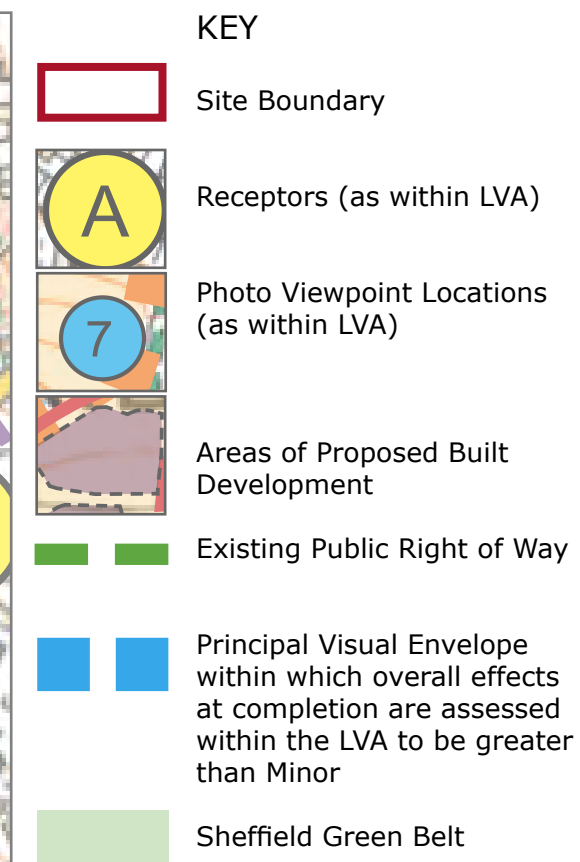 KEY
Site Boundary
A
Receptors (as within LVA)
7
Photo Viewpoint Locations
(as within LVA)
Areas of Proposed Built
Development
Existing Public Right of Way
Principal Visual Envelope
within which overall effects
at completion are assessed
within the LVA to be greater
than Minor
Sheffield Green Belt